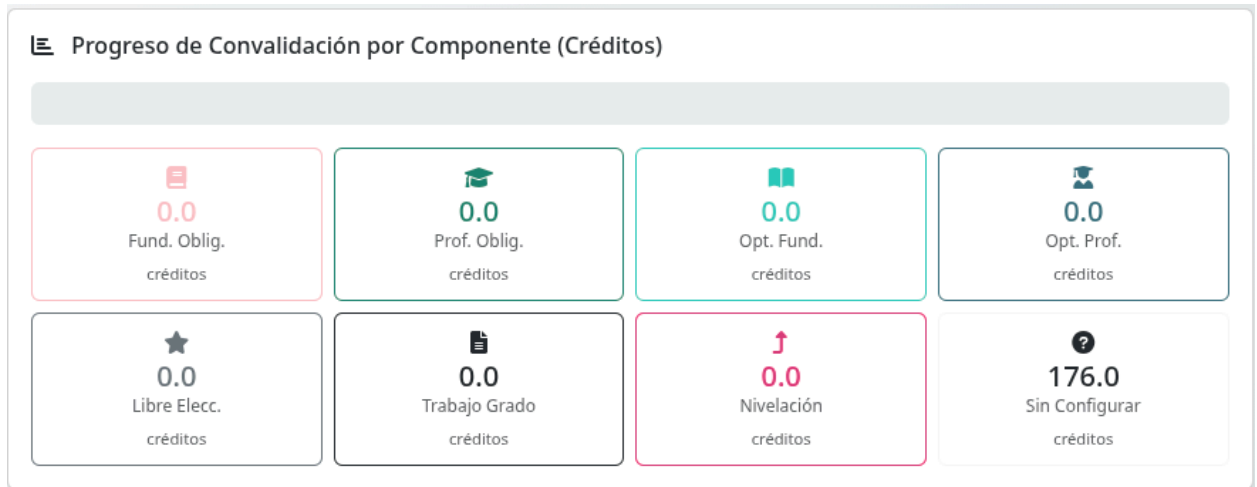 Progreso de Convalidación por Componente (Créditos)
0.0
Fund. Oblig.
créditos
0.0
Prof. Oblig.
créditos
0.0
Opt. Fund.
créditos
0.0
Opt. Prof.
créditos
0.0
Libre Elecc.
créditos
0.0
Trabajo Grado
créditos
0.0
Nivelación
créditos
176.0
Sin Configurar
créditos